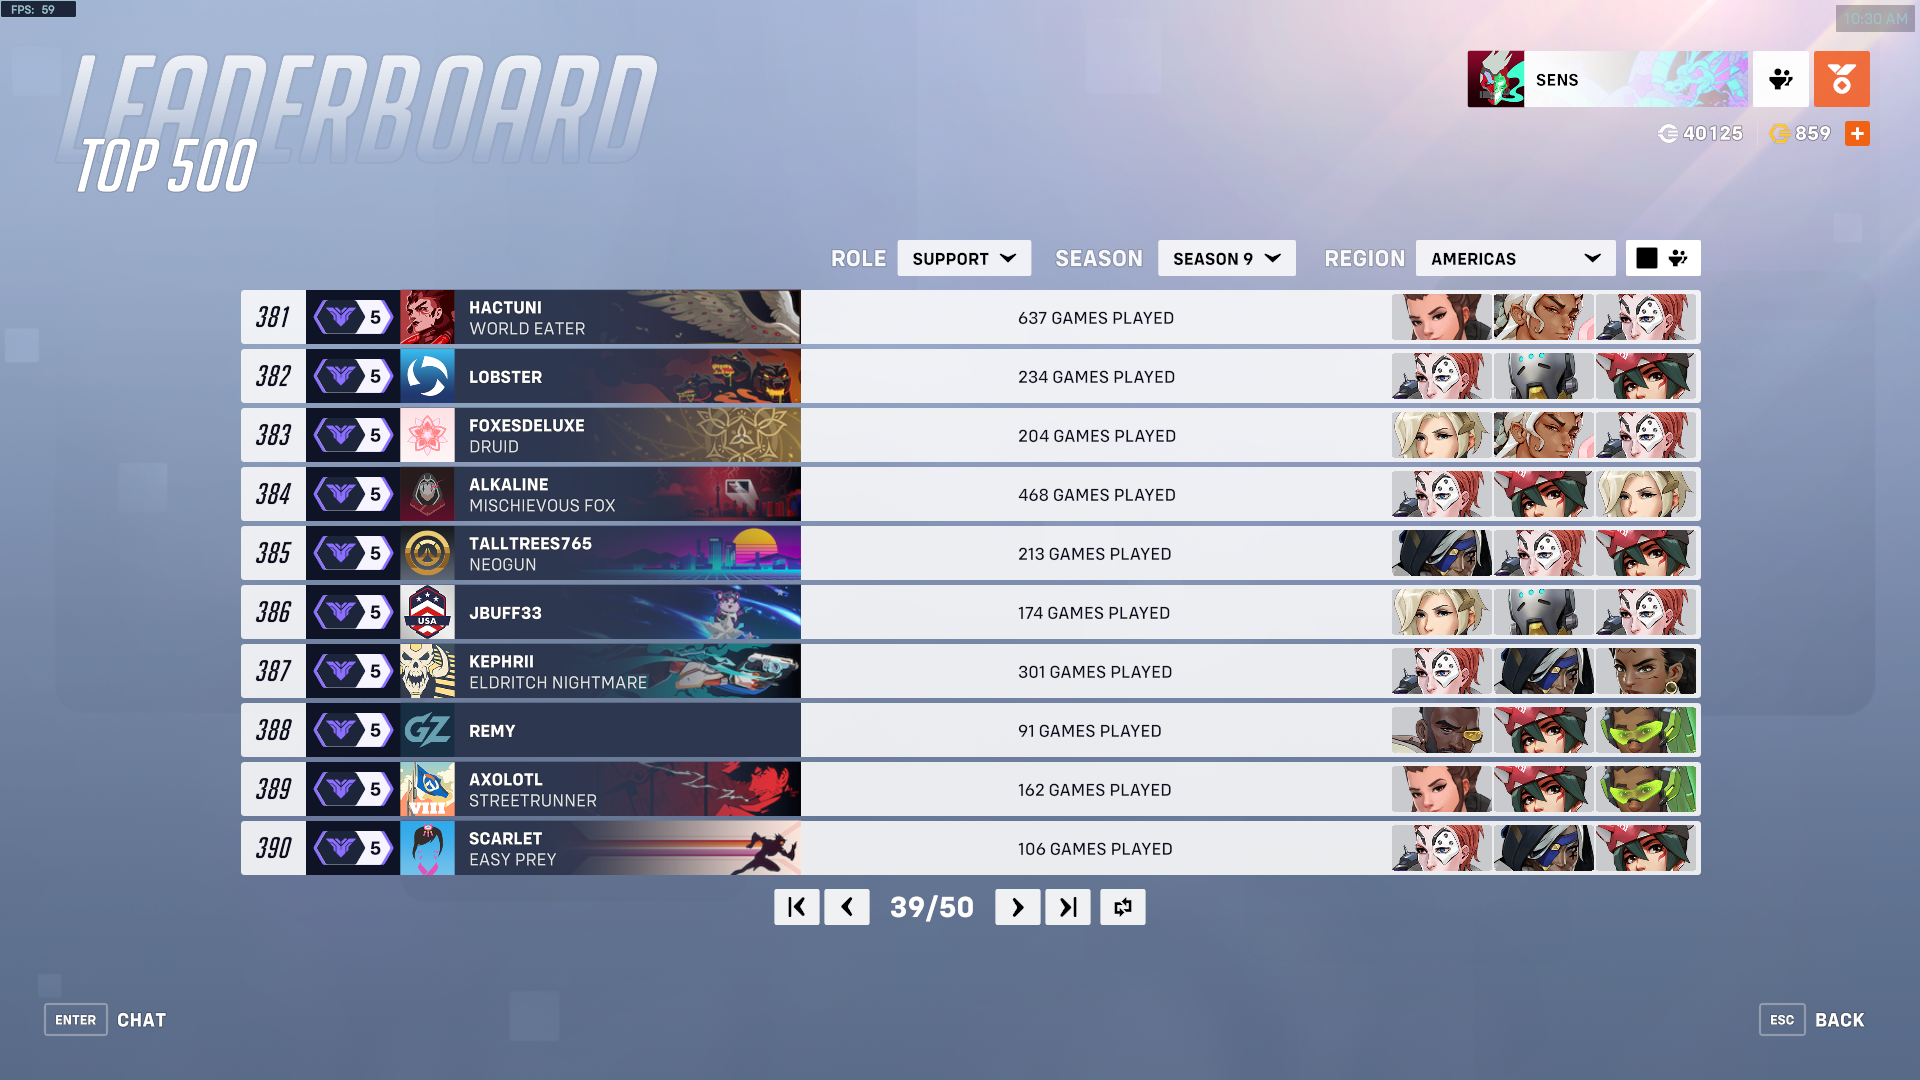 FPS: 59
10:30 AM
LEADERBOARD
TOP 500
SENS
40125
859
ROLE
SUPPORT
SEASON
SEASON 9
REGION
AMERICAS
381
5
HACTUNI
WORLD EATER
637 GAMES PLAYED
382
5
LOBSTER
234 GAMES PLAYED
383
5
FOXESDELUXE
DRUID
204 GAMES PLAYED
384
5
ALKALINE
MISCHIEVOUS FOX
468 GAMES PLAYED
385
5
TALLTREES765
NEOGUN
213 GAMES PLAYED
386
5
USA
JBUFF33
174 GAMES PLAYED
387
5
KEPHRII
ELDRITCH NIGHTMARE
301 GAMES PLAYED
388
5
GZ
REMY
91 GAMES PLAYED
389
5
VIII
AXOLOTL
STREETRUNNER
162 GAMES PLAYED
390
5
SCARLET
EASY PREY
106 GAMES PLAYED
39/50
ENTER
CHAT
ESC
BACK